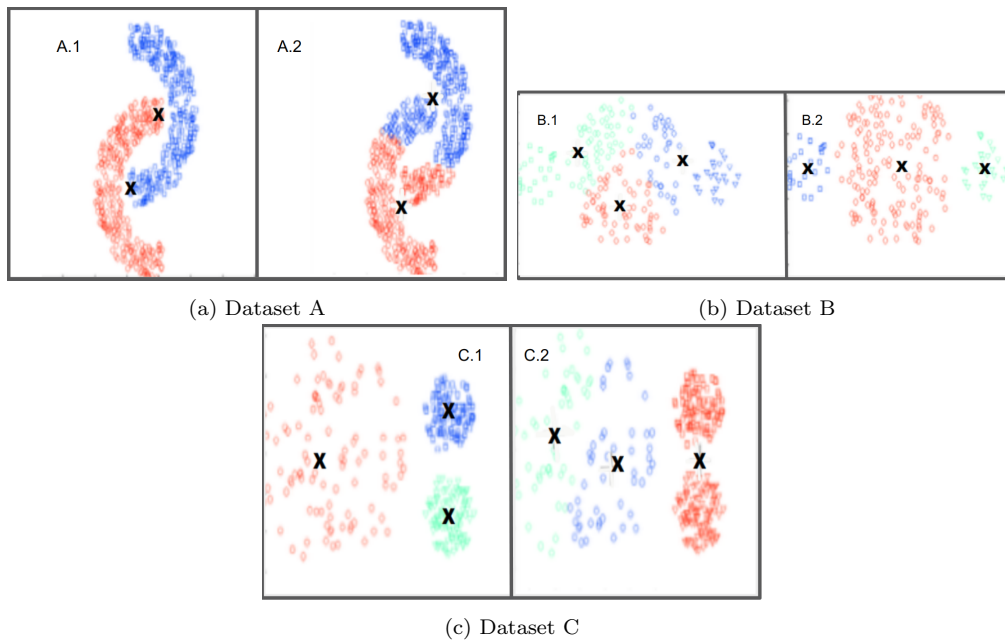 A.1
A.2
X
X
X
X
B.1
B.2
x
x
x
x
x
x
(a) Dataset A
(b) Dataset B
C.1
C.2
X
X
X
X
X
X
(c) Dataset C